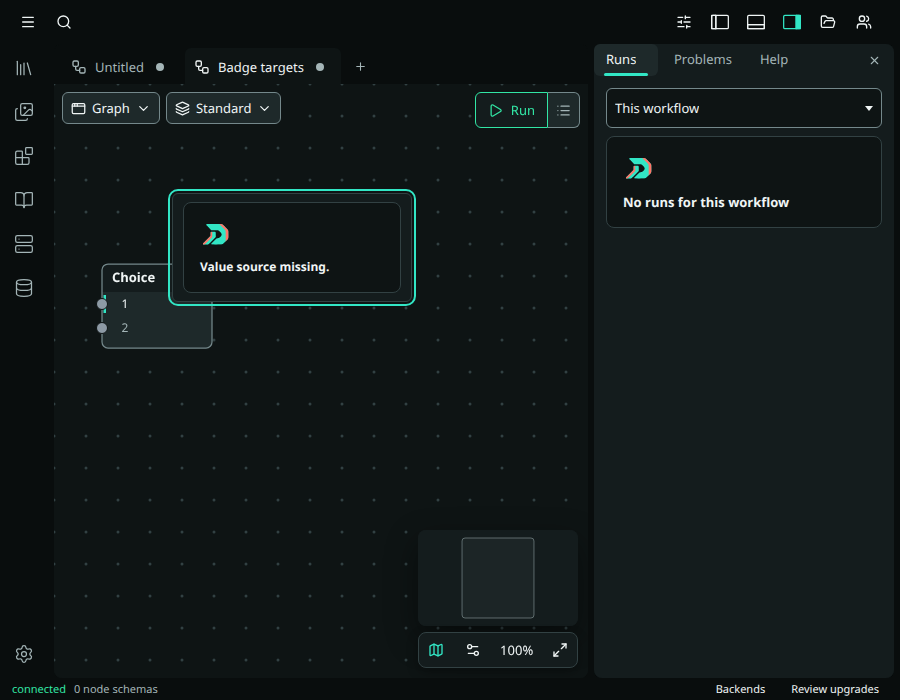 Untitled
Badge targets
Runs
Problems
Help
Graph
Standard
Run
This workflow
No runs for this workflow
Value source missing.
Choice
1
2
100%
connected
0 node schemas
Backends
Review upgrades